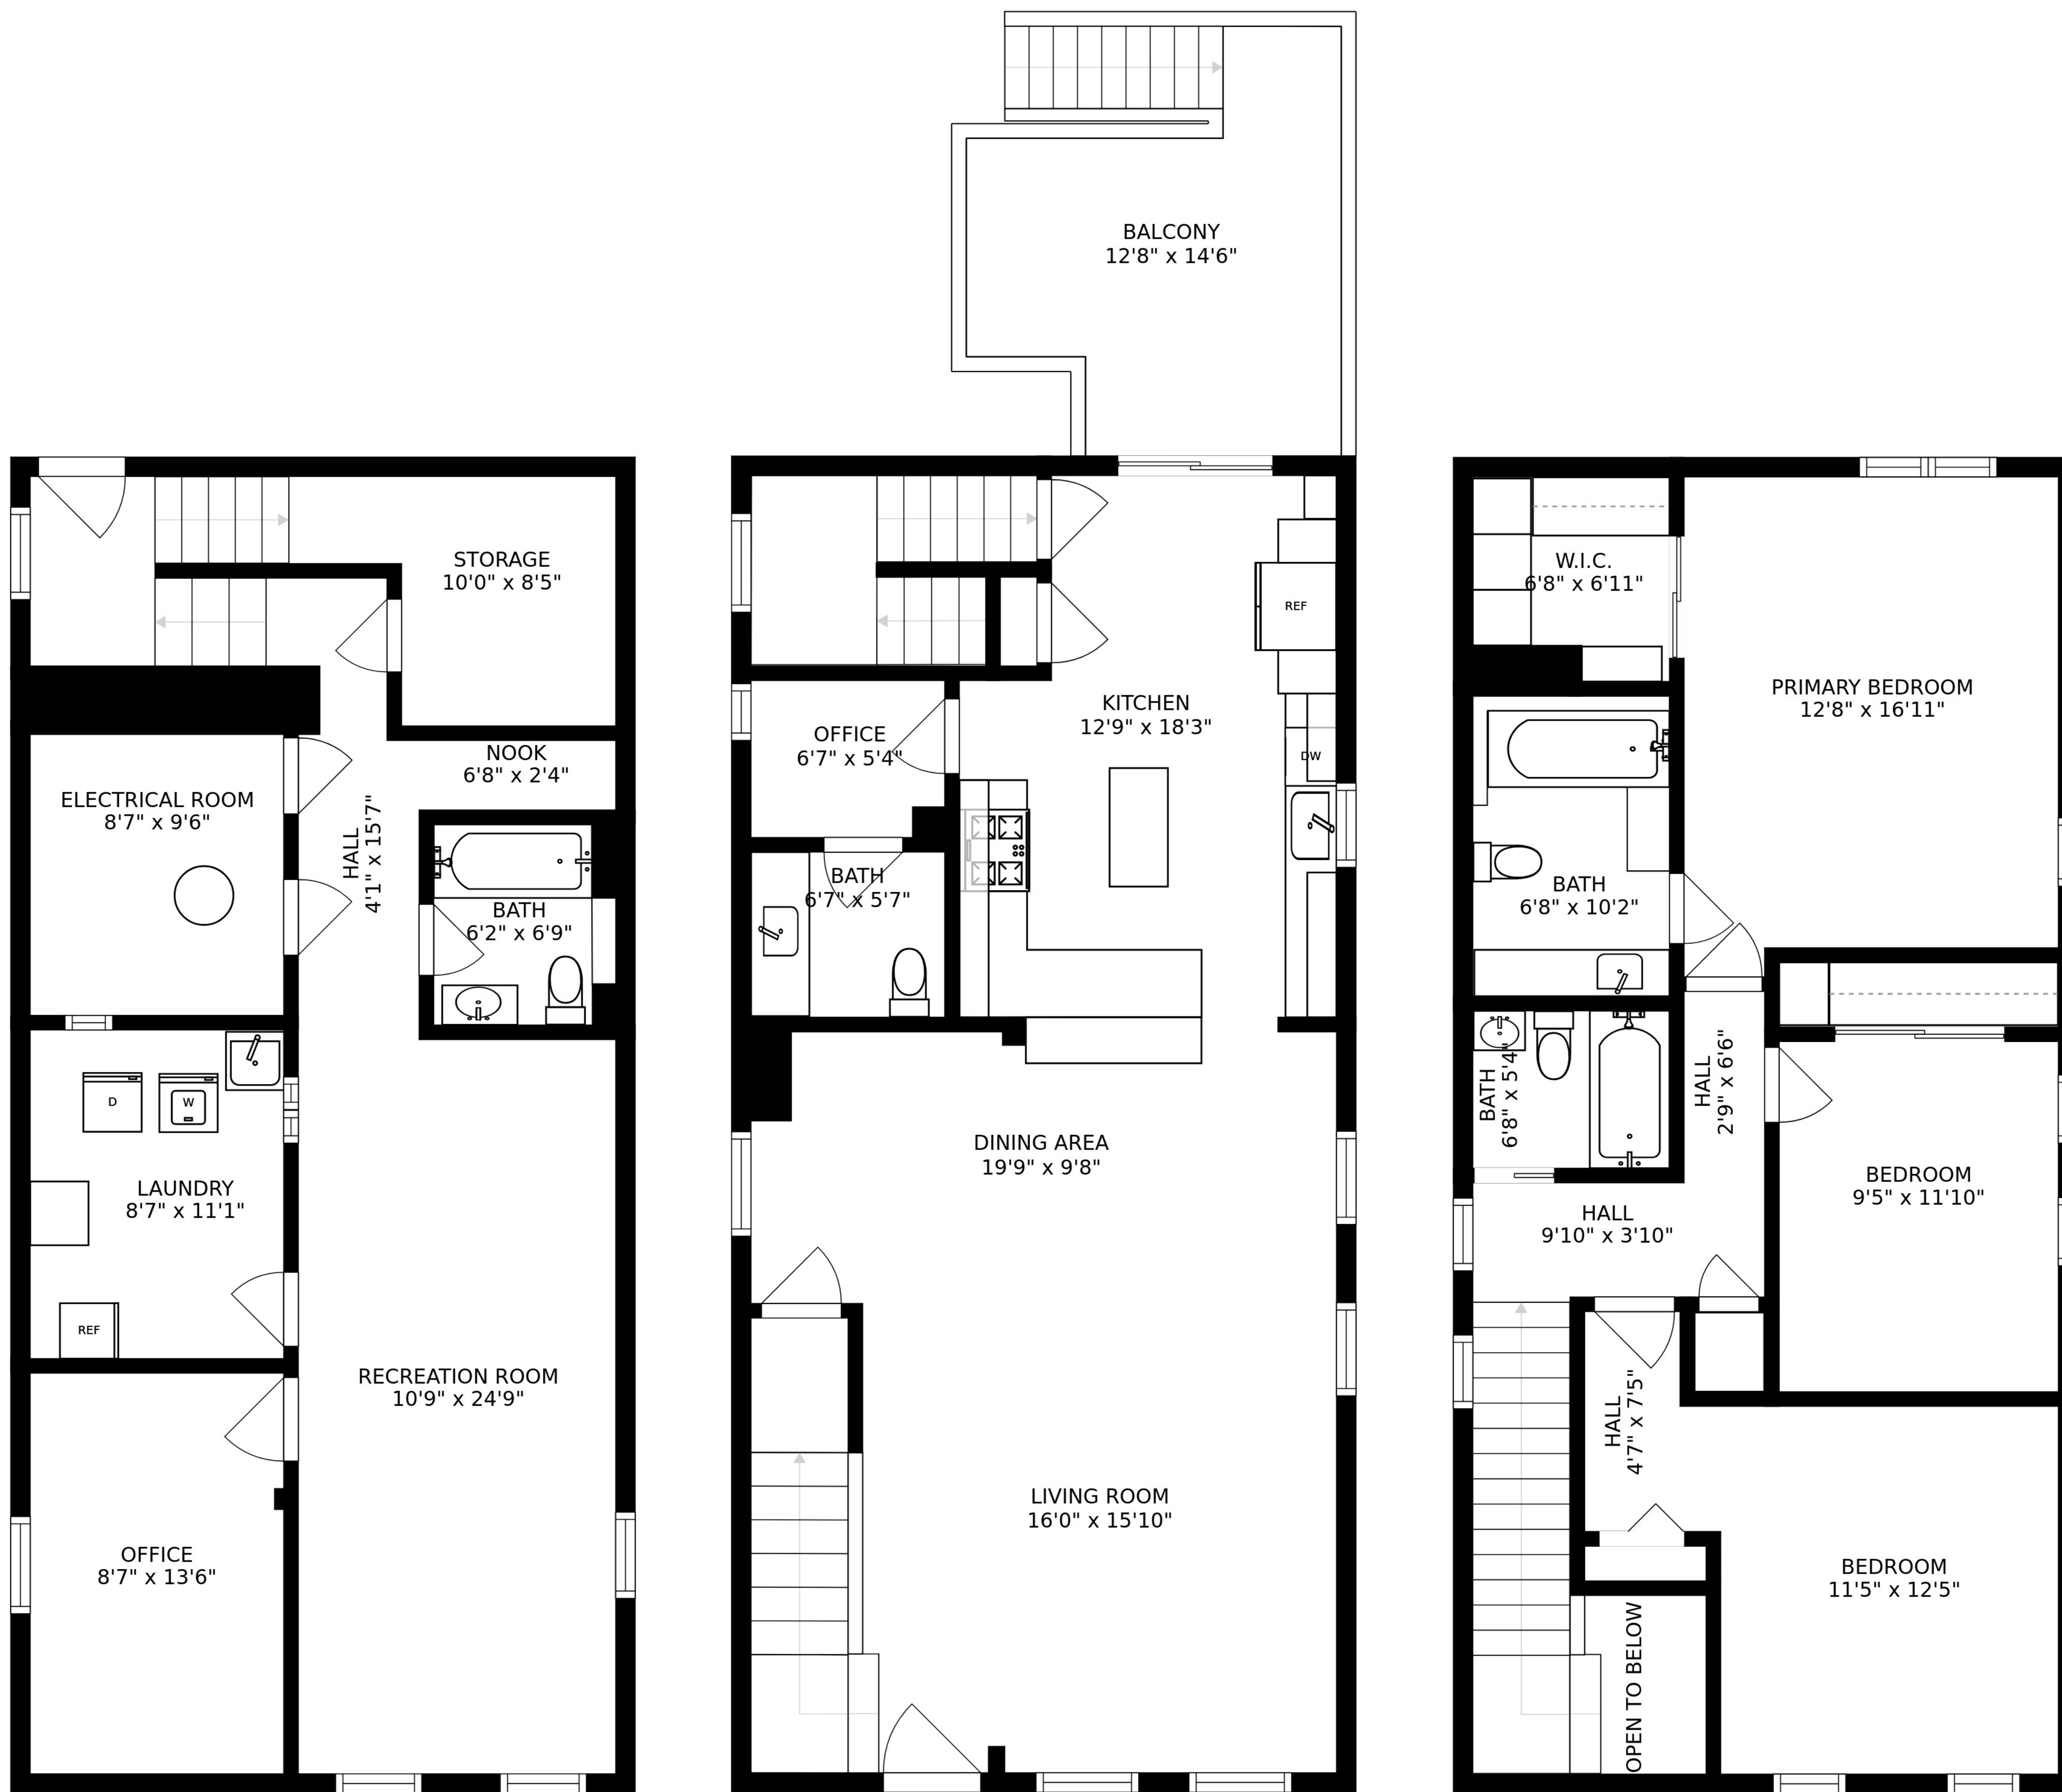 STORAGE
10'0" x 8'5"
NOOK
6'8" x 2'4"
ELECTRICAL ROOM
8'7" x 9'6"
HALL
4'1" x 15'7"
BATH
6'2" x 6'9"
D
W
LAUNDRY
8'7" x 11'1"
REF
RECREATION ROOM
10'9" x 24'9"
OFFICE
8'7" x 13'6"
BALCONY
12'8" x 14'6"
REF
KITCHEN
12'9" x 18'3"
OFFICE
6'7" x 5'4"
DW
BATH
6'7" x 5'7"
DINING AREA
19'9" x 9'8"
LIVING ROOM
16'0" x 15'10"
W.I.C.
6'8" x 6'11"
PRIMARY BEDROOM
12'8" x 16'11"
BATH
6'8" x 10'2"
BATH
6'8" x 5'4"
HALL
2'9" x 6'6"
BEDROOM
9'5" x 11'10"
HALL
9'10" x 3'10"
HALL
4'7" x 7'5"
BEDROOM
11'5" x 12'5"
OPEN TO BELOW